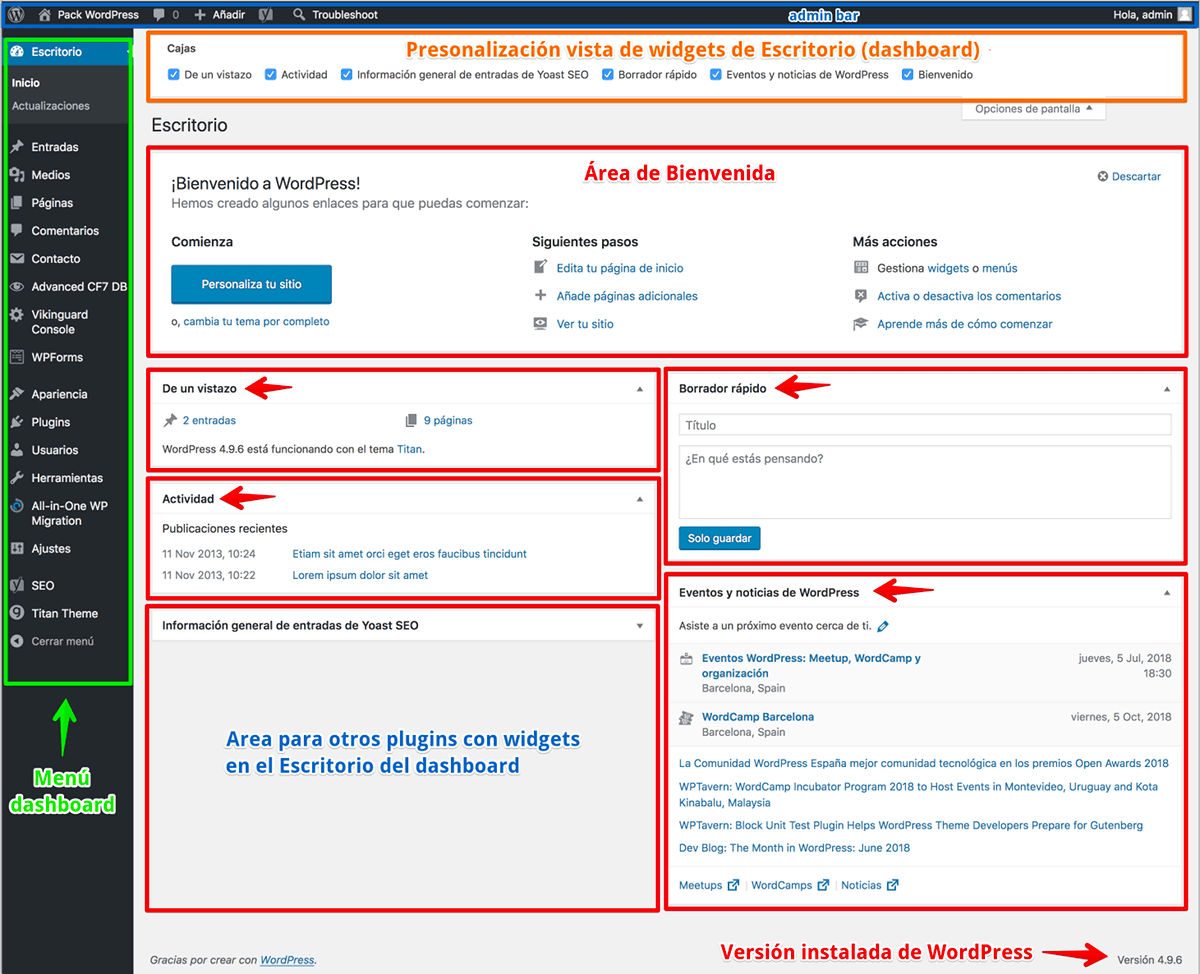 Pack WordPress 0 Añadir Troubleshoot admin bar Hola, admin
Escritorio
Inicio
Actualizaciones
Entradas
Medios
Páginas
Comentarios
Contacto
Advanced CF7 DB
Vikinguard
Console
WPForms
Apariencia
Plugins
Usuarios
Herramientas
All-in-One WP
Migration
Ajustes
SEO
Titan Theme
Cerrar menú
Menú
dashboard
Cajas
Presonalización vista de widgets de Escritorio (dashboard)
De un vistazo Actividad Información general de entradas de Yoast SEO Borrador rápido Eventos y noticias de WordPress Bienvenido
Opciones de pantalla
Escritorio
Área de Bienvenida
Descartar
¡Bienvenido a WordPress!
Hemos creado algunos enlaces para que puedas comenzar:
Comienza
Personaliza tu sitio
o, cambia tu tema por completo
Siguientes pasos
Edita tu página de inicio
Añade páginas adicionales
Ver tu sitio
Más acciones
Gestiona widgets o menús
Activa o desactiva los comentarios
Aprende más de cómo comenzar
De un vistazo
2 entradas 9 páginas
WordPress 4.9.6 está funcionando con el tema Titan.
Actividad
Publicaciones recientes
11 Nov 2013, 10:24 Etiam sit amet orci eget eros faucibus tincidunt
11 Nov 2013, 10:22 Lorem ipsum dolor sit amet
Información general de entradas de Yoast SEO
Area para otros plugins con widgets
en el Escritorio del dashboard
Borrador rápido
Título
¿En qué estás pensando?
Solo guardar
Eventos y noticias de WordPress
Asiste a un próximo evento cerca de ti.
Eventos WordPress: Meetup, WordCamp y
organización
Barcelona, Spain
jueves, 5 Jul, 2018
18:30
WordCamp Barcelona
Barcelona, Spain
viernes, 5 Oct, 2018
La Comunidad WordPress España mejor comunidad tecnológica en los premios Open Awards 2018
WPTavern: WordCamp Incubator Program 2018 to Host Events in Montevideo, Uruguay and Kota
Kinabalu, Malaysia
WPTavern: Block Unit Test Plugin Helps WordPress Theme Developers Prepare for Gutenberg
Dev Blog: The Month in WordPress: June 2018
Meetups | WordCamps | Noticias
Gracias por crear con WordPress.
Versión instalada de WordPress
Versión 4.9.6